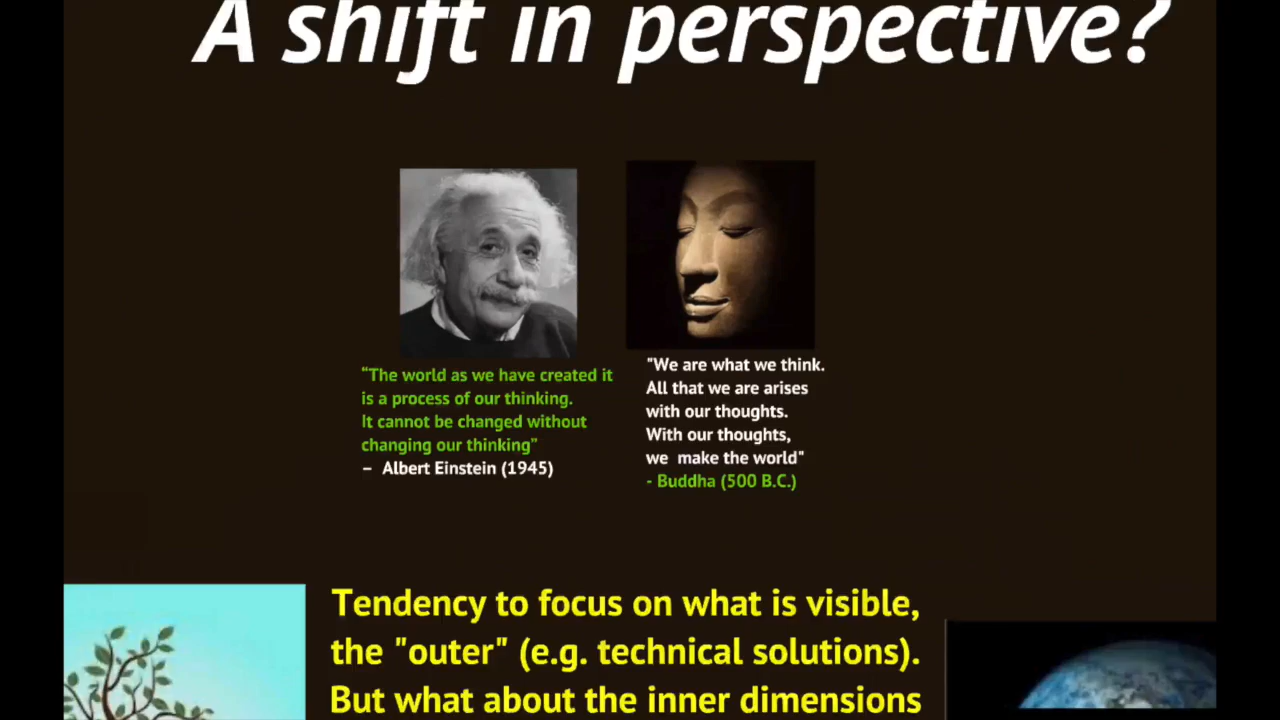 A shift in perspective?
“The world as we have created it
is a process of our thinking.
It cannot be changed without
changing our thinking”
– Albert Einstein (1945)
"We are what we think.
All that we are arises
with our thoughts.
With our thoughts,
we make the world"
- Buddha (500 B.C.)
Tendency to focus on what is visible,
the "outer" (e.g. technical solutions).
But what about the inner dimensions